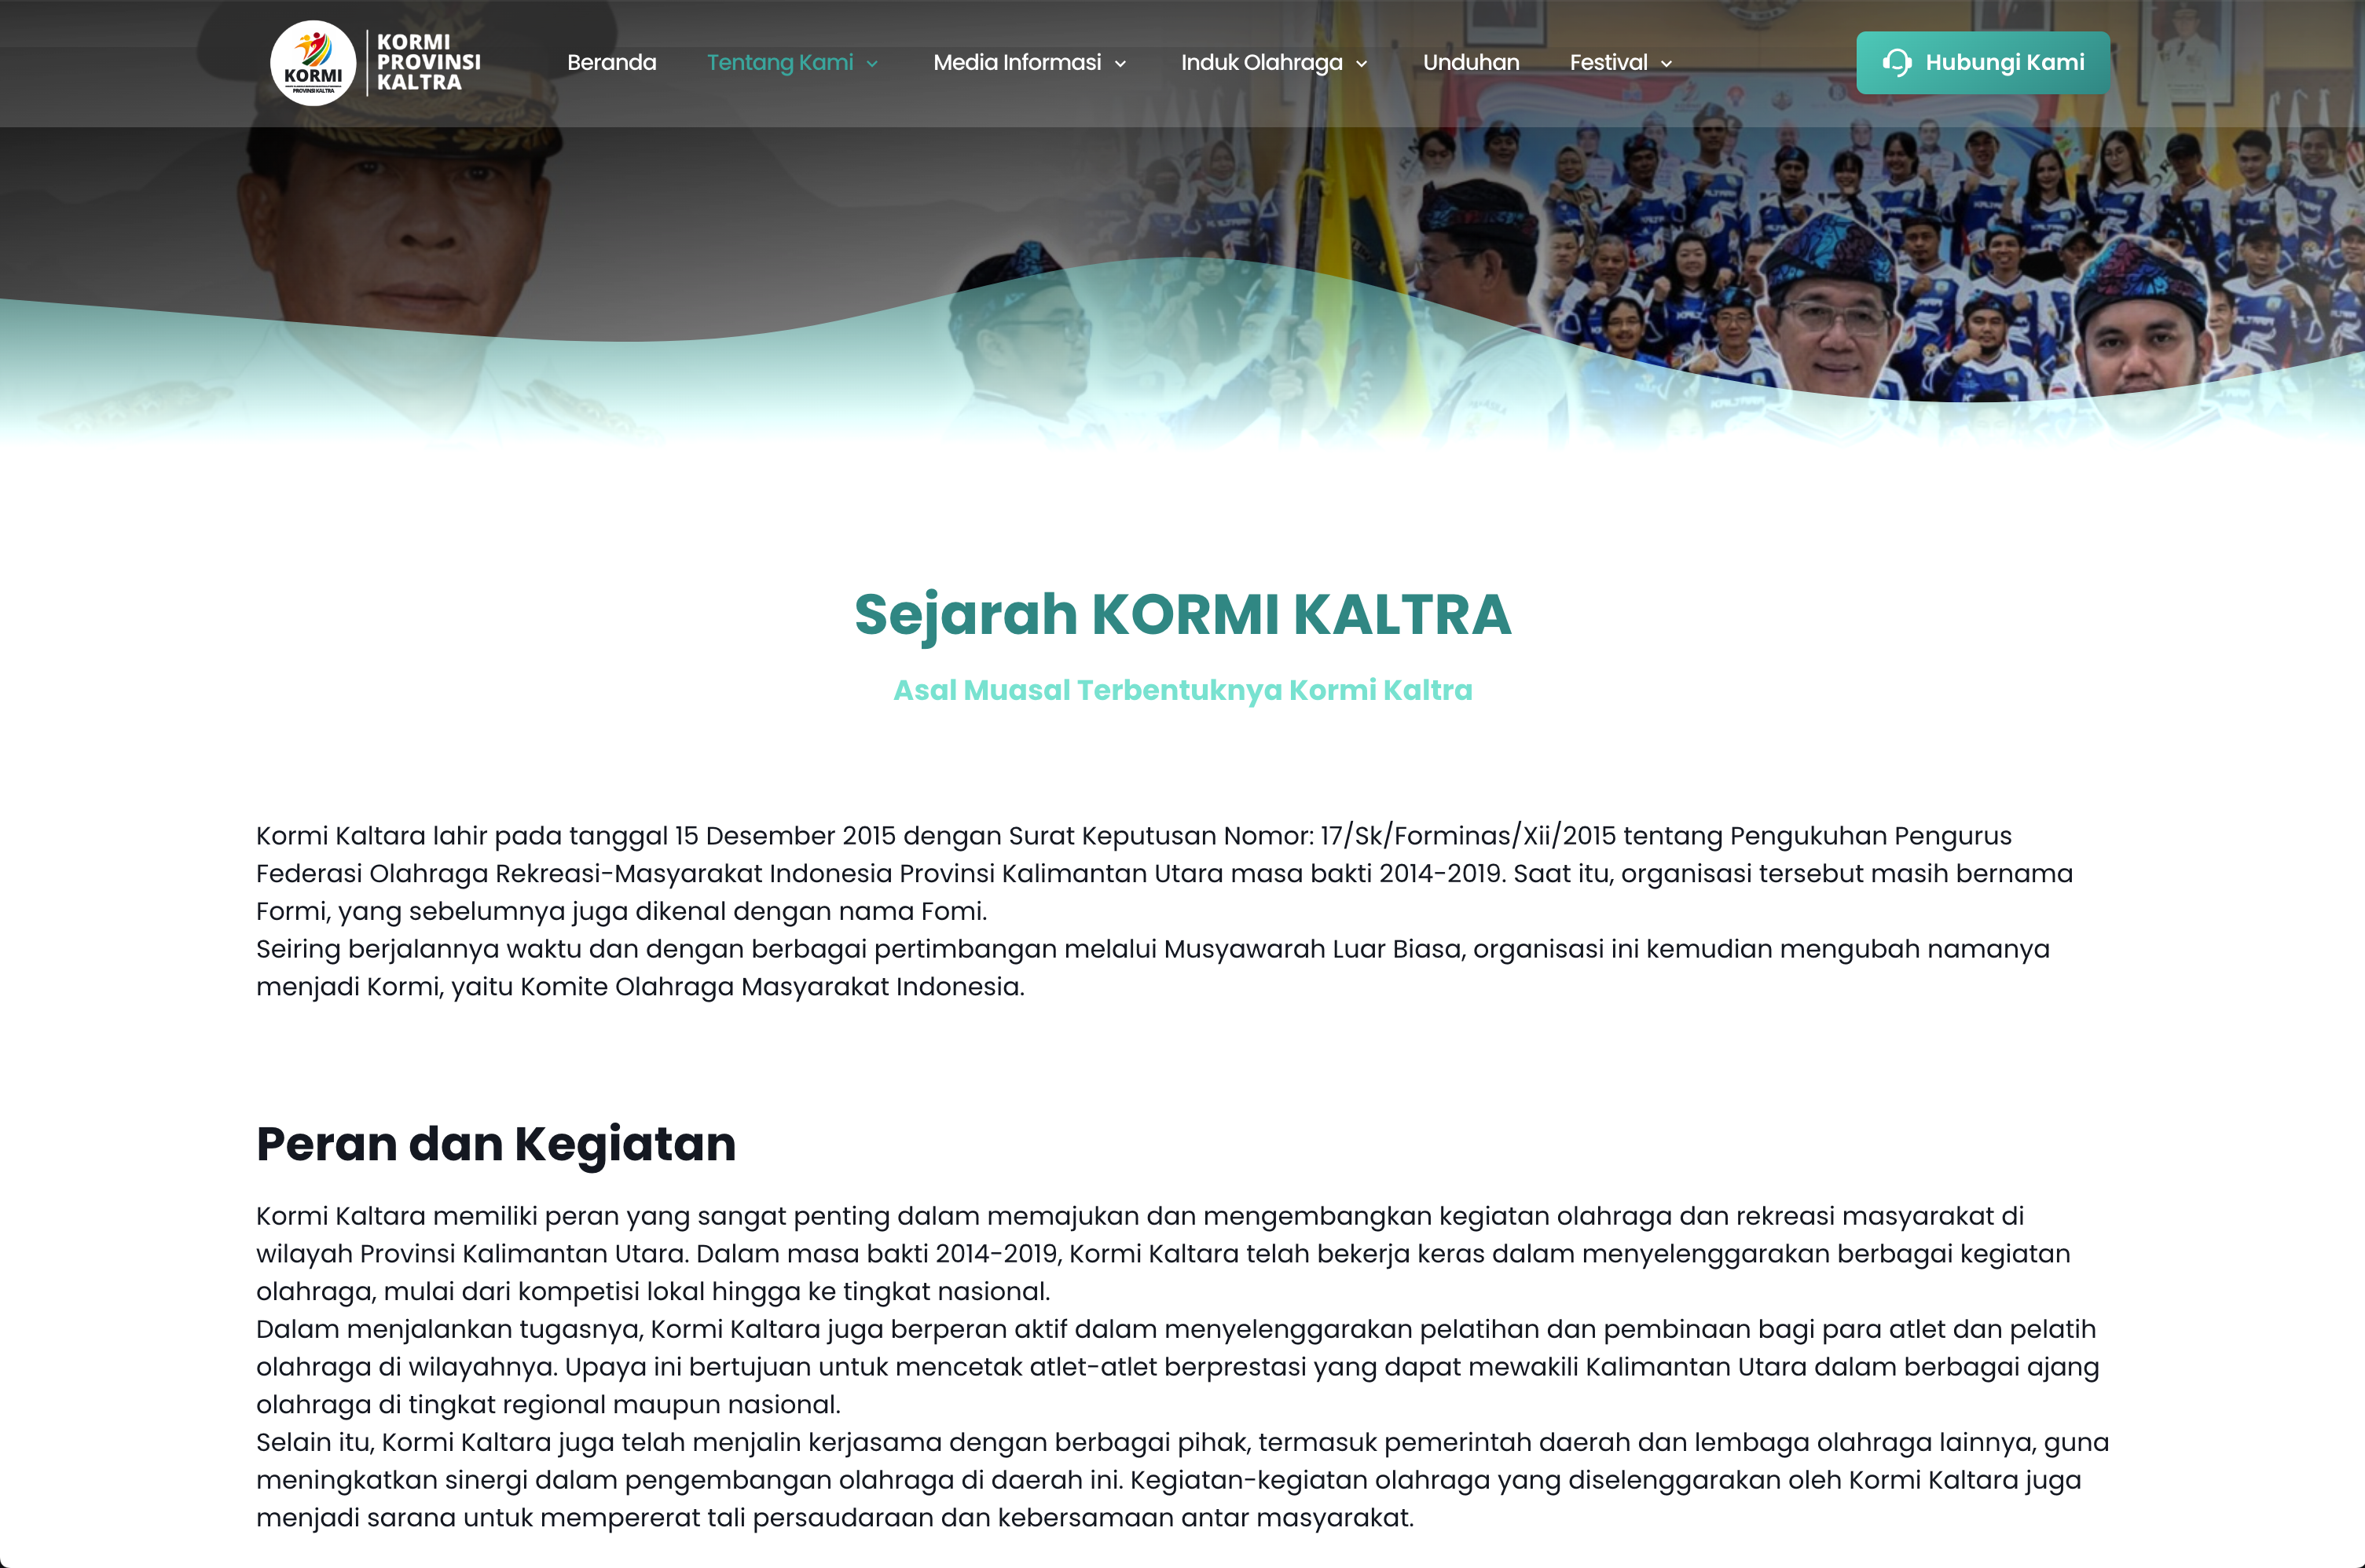 KORMI
PROVINSI KALTRA
KORMI
PROVINSI
KALTRA
Beranda
Tentang Kami
Media Informasi
Induk Olahraga
Unduhan
Festival
Hubungi Kami
Sejarah KORMI KALTRA
Asal Muasal Terbentuknya Kormi Kaltra
Kormi Kaltara lahir pada tanggal 15 Desember 2015 dengan Surat Keputusan Nomor: 17/Sk/Forminas/Xii/2015 tentang Pengukuhan Pengurus
Federasi Olahraga Rekreasi-Masyarakat Indonesia Provinsi Kalimantan Utara masa bakti 2014-2019. Saat itu, organisasi tersebut masih bernama
Formi, yang sebelumnya juga dikenal dengan nama Fomi.
Seiring berjalannya waktu dan dengan berbagai pertimbangan melalui Musyawarah Luar Biasa, organisasi ini kemudian mengubah namanya
menjadi Kormi, yaitu Komite Olahraga Masyarakat Indonesia.
Peran dan Kegiatan
Kormi Kaltara memiliki peran yang sangat penting dalam memajukan dan mengembangkan kegiatan olahraga dan rekreasi masyarakat di
wilayah Provinsi Kalimantan Utara. Dalam masa bakti 2014-2019, Kormi Kaltara telah bekerja keras dalam menyelenggarakan berbagai kegiatan
olahraga, mulai dari kompetisi lokal hingga ke tingkat nasional.
Dalam menjalankan tugasnya, Kormi Kaltara juga berperan aktif dalam menyelenggarakan pelatihan dan pembinaan bagi para atlet dan pelatih
olahraga di wilayahnya. Upaya ini bertujuan untuk mencetak atlet-atlet berprestasi yang dapat mewakili Kalimantan Utara dalam berbagai ajang
olahraga di tingkat regional maupun nasional.
Selain itu, Kormi Kaltara juga telah menjalin kerjasama dengan berbagai pihak, termasuk pemerintah daerah dan lembaga olahraga lainnya, guna
meningkatkan sinergi dalam pengembangan olahraga di daerah ini. Kegiatan-kegiatan olahraga yang diselenggarakan oleh Kormi Kaltara juga
menjadi sarana untuk mempererat tali persaudaraan dan kebersamaan antar masyarakat.